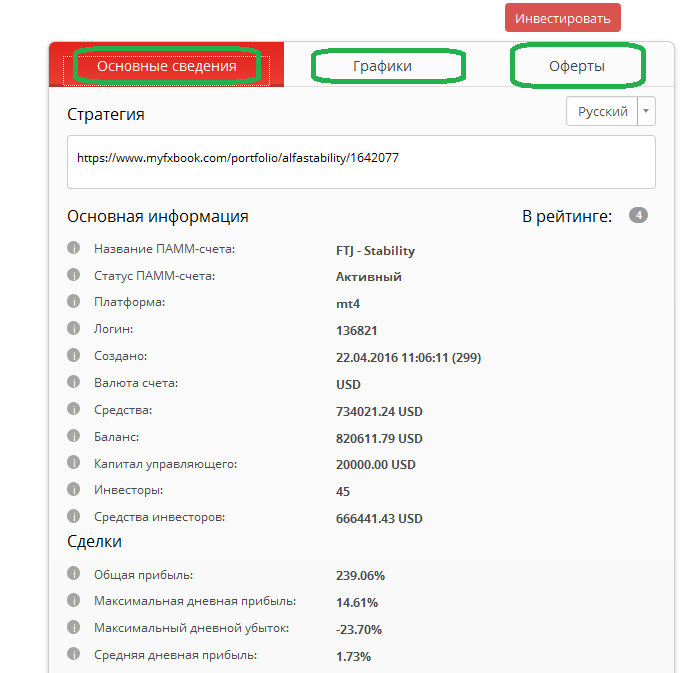 Инвестировать
Основные сведения Графики Оферты
Стратегия Русский
https://www.myfxbook.com/portfolio/alfastability/1642077
Основная информация В рейтинге: 4
Название ПАММ-счета: FTJ - Stability
Статус ПАММ-счета: Активный
Платформа: mt4
Логин: 136821
Создано: 22.04.2016 11:06:11 (299)
Валюта счета: USD
Средства: 734021.24 USD
Баланс: 820611.79 USD
Капитал управляющего: 20000.00 USD
Инвесторы: 45
Средства инвесторов: 666441.43 USD
Сделки
Общая прибыль: 239.06%
Максимальная дневная прибыль: 14.61%
Максимальный дневной убыток: -23.70%
Средняя дневная прибыль: 1.73%